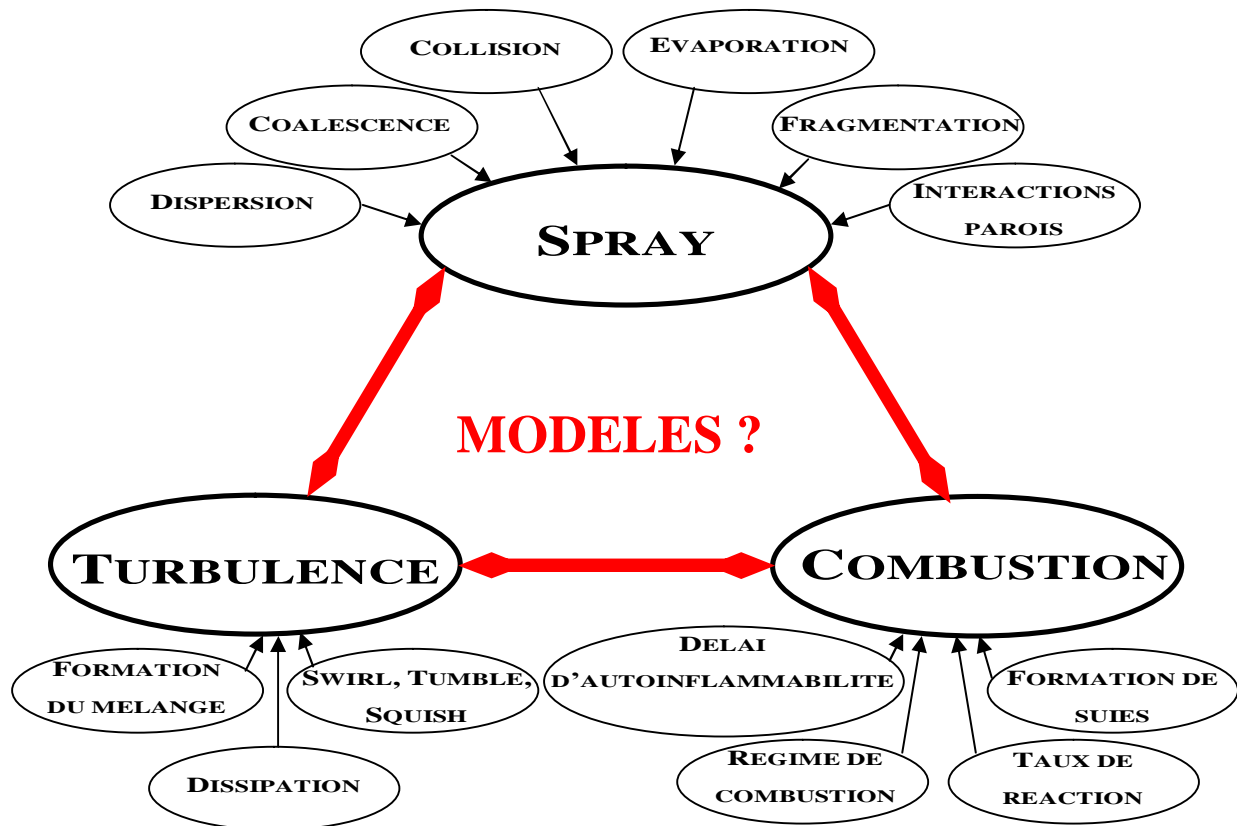 COLLISION
EVAPORATION
COALESCENCE
FRAGMENTATION
DISPERSION
INTERACTIONS
PAROIS
SPRAY
MODELES ?
TURBULENCE
COMBUSTION
FORMATION
DU MELANGE
SWIRL, TUMBLE,
SQUISH
DISSIPATION
DELAI
D'AUTOINFLAMMABILITE
FORMATION DE
SUIES
REGIME DE
COMBUSTION
TAUX DE
REACTION